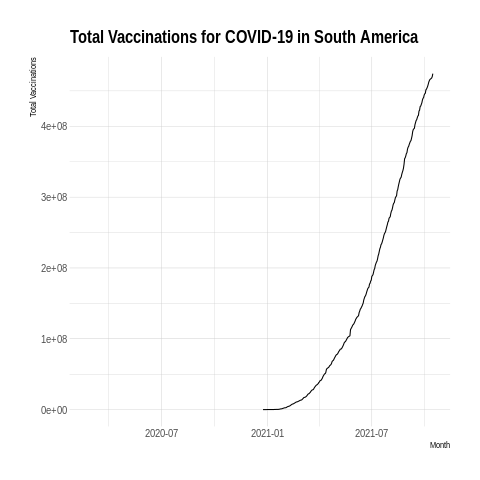 Total Vaccinations for COVID-19 in South America
Total Vaccinations
4e+08
3e+08
2e+08
1e+08
0e+00
2020-07
2021-01
2021-07
Month